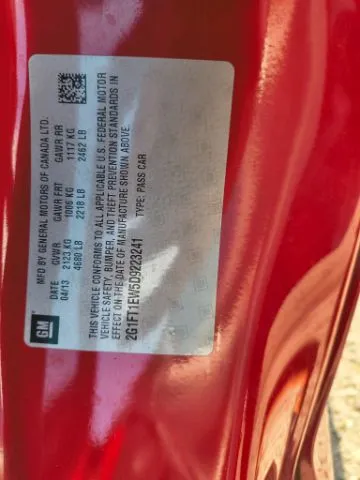 GM
MFD BY GENERAL MOTORS OF CANADA LTD.
DATE GVWR GAWR FRT GAWR RR
04/13 2123 KG 1006 KG 1117 KG
4680 LB 2218 LB 2462 LB
THIS VEHICLE CONFORMS TO ALL APPLICABLE U.S. FEDERAL MOTOR
VEHICLE SAFETY, BUMPER, AND THEFT PREVENTION STANDARDS IN
EFFECT ON THE DATE OF MANUFACTURE SHOWN ABOVE.
2G1FT1EW5D9223241 TYPE: PASS CAR